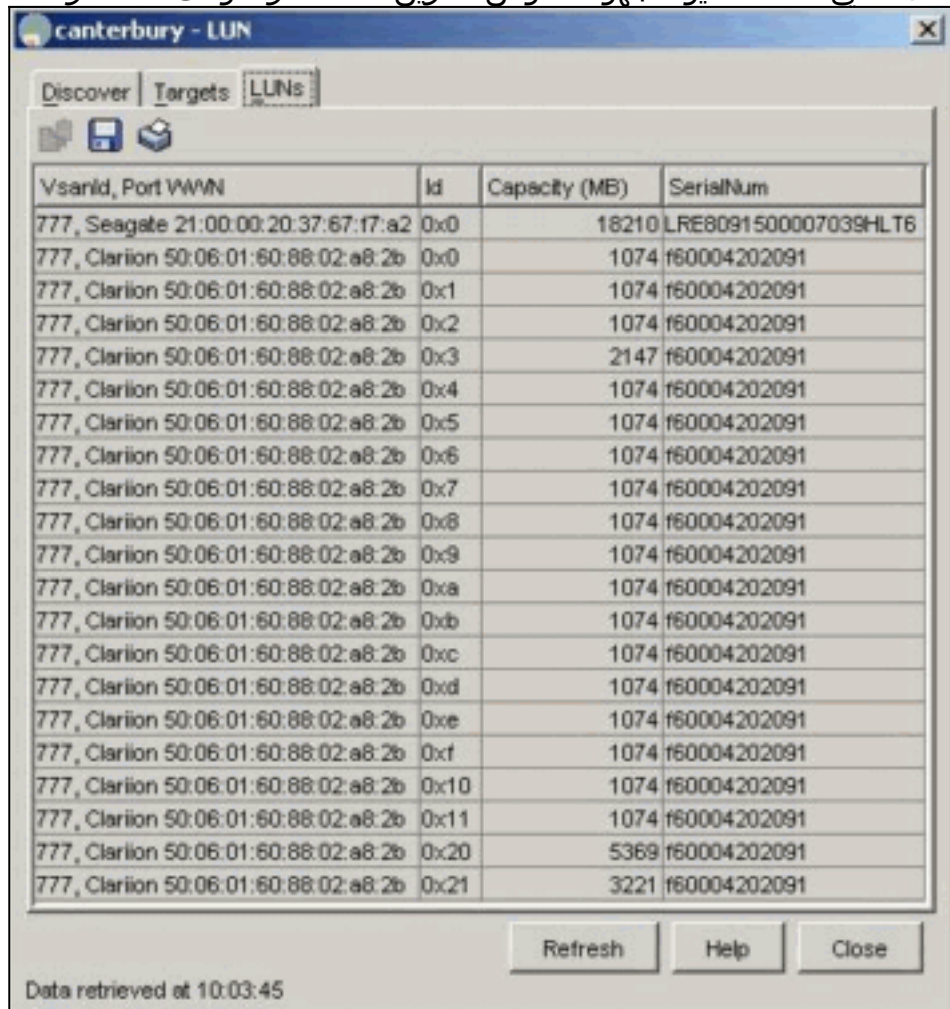 canterbury - LUN
Discover Targets LUNs
VsanId, Port WWN Id Capacity (MB) SerialNum
777, Seagate 21:00:00:20:37:67:f7:a2 0x0 18210 LRE8091500007039HLT6
777, Clariion 50:06:01:60:88:02:a8:2b 0x0 1074 f60004202091
777, Clariion 50:06:01:60:88:02:a8:2b 0x1 1074 f60004202091
777, Clariion 50:06:01:60:88:02:a8:2b 0x2 1074 f60004202091
777, Clariion 50:06:01:60:88:02:a8:2b 0x3 2147 f60004202091
777, Clariion 50:06:01:60:88:02:a8:2b 0x4 1074 f60004202091
777, Clariion 50:06:01:60:88:02:a8:2b 0x5 1074 f60004202091
777, Clariion 50:06:01:60:88:02:a8:2b 0x6 1074 f60004202091
777, Clariion 50:06:01:60:88:02:a8:2b 0x7 1074 f60004202091
777, Clariion 50:06:01:60:88:02:a8:2b 0x8 1074 f60004202091
777, Clariion 50:06:01:60:88:02:a8:2b 0x9 1074 f60004202091
777, Clariion 50:06:01:60:88:02:a8:2b 0xa 1074 f60004202091
777, Clariion 50:06:01:60:88:02:a8:2b 0xb 1074 f60004202091
777, Clariion 50:06:01:60:88:02:a8:2b 0xc 1074 f60004202091
777, Clariion 50:06:01:60:88:02:a8:2b 0xd 1074 f60004202091
777, Clariion 50:06:01:60:88:02:a8:2b 0xe 1074 f60004202091
777, Clariion 50:06:01:60:88:02:a8:2b 0xf 1074 f60004202091
777, Clariion 50:06:01:60:88:02:a8:2b 0x10 1074 f60004202091
777, Clariion 50:06:01:60:88:02:a8:2b 0x11 1074 f60004202091
777, Clariion 50:06:01:60:88:02:a8:2b 0x20 5369 f60004202091
777, Clariion 50:06:01:60:88:02:a8:2b 0x21 3221 f60004202091
Refresh Help Close
Data retrieved at 10:03:45